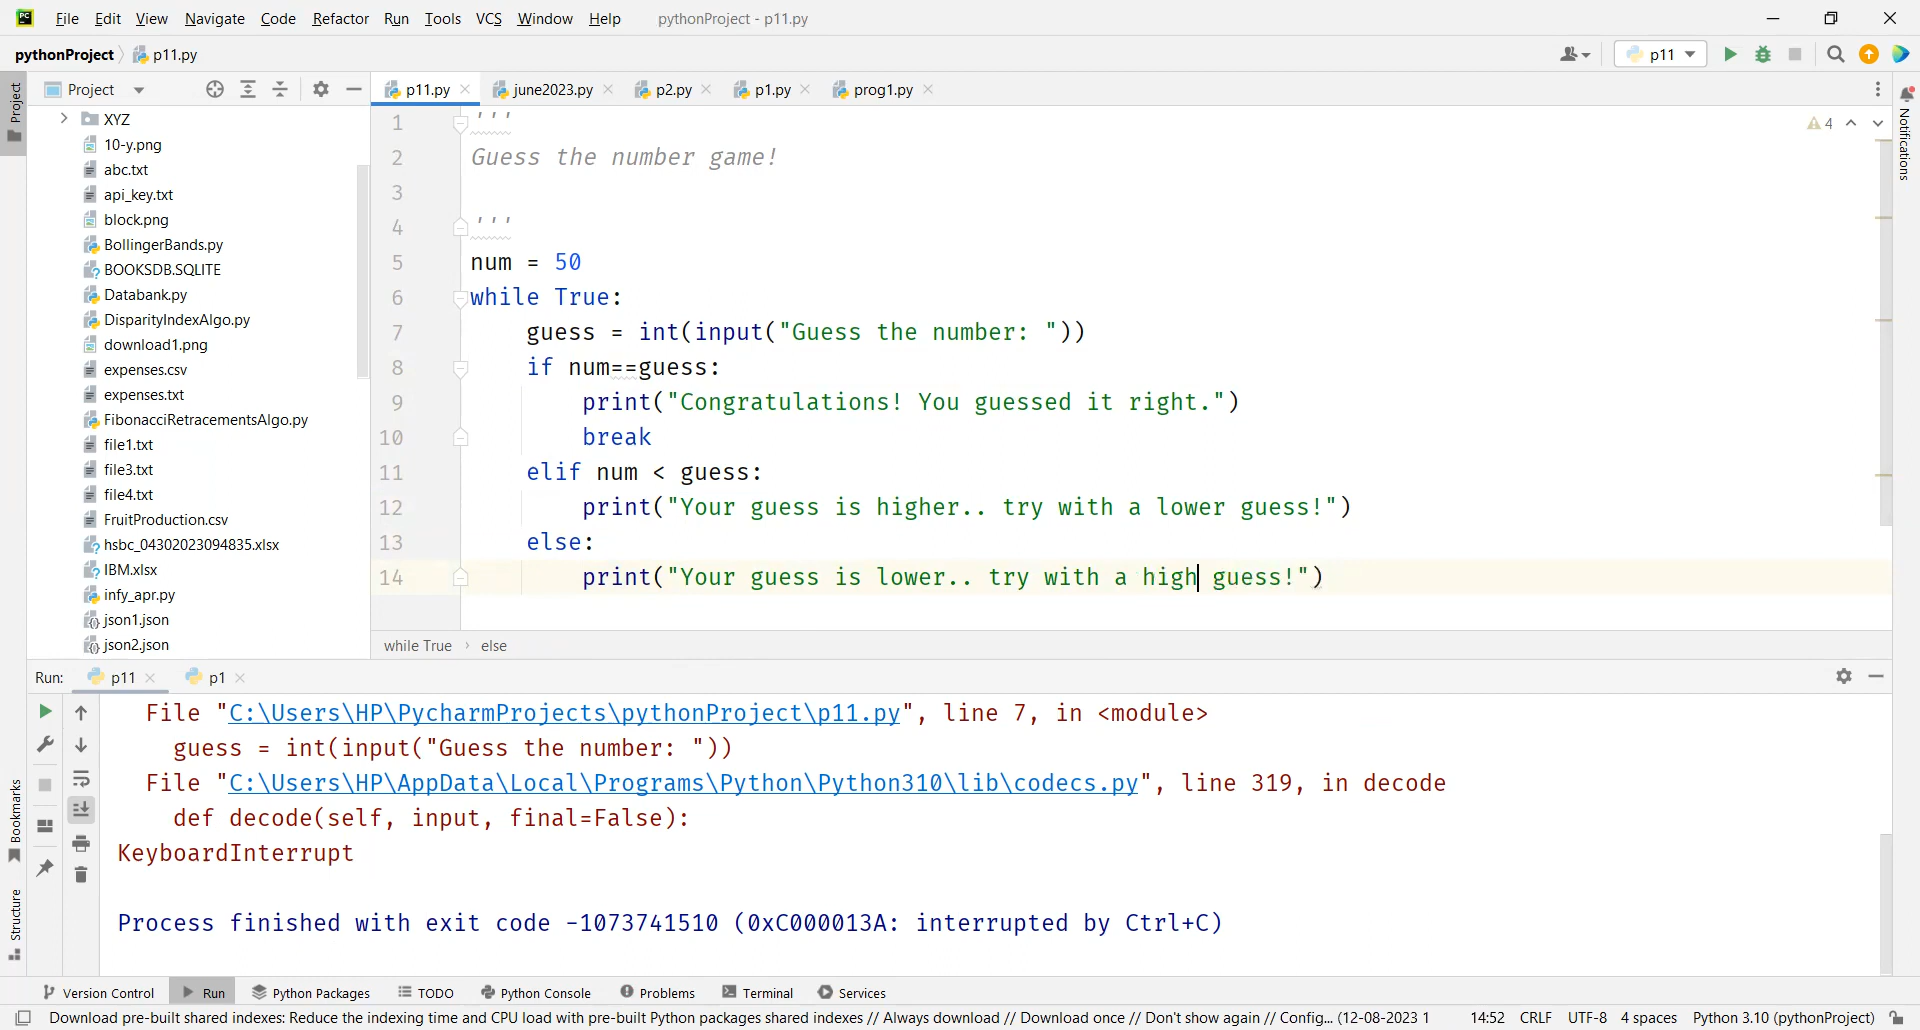 PC File Edit View Navigate Code Refactor Run Tools VCS Window Help pythonProject - p11.py
pythonProject p11.py p11
Project p11.py june2023.py p2.py p1.py prog1.py
Project
Notifications
Bookmarks
Structure
XYZ
10-y.png
abc.txt
api_key.txt
block.png
BollingerBands.py
BOOKSDB.SQLITE
Databank.py
DisparityIndexAlgo.py
download1.png
expenses.csv
expenses.txt
FibonacciRetracementsAlgo.py
file1.txt
file3.txt
file4.txt
FruitProduction.csv
hsbc_04302023094835.xlsx
IBM.xlsx
infy_apr.py
json1.json
json2.json
4
1 '''
2 Guess the number game!
3
4 '''
5 num = 50
6 while True:
7 guess = int(input("Guess the number: "))
8 if num==guess:
9 print("Congratulations! You guessed it right.")
10 break
11 elif num < guess:
12 print("Your guess is higher.. try with a lower guess!")
13 else:
14 print("Your guess is lower.. try with a high guess!")
while True › else
Run: p11 p1
File "C:\Users\HP\PycharmProjects\pythonProject\p11.py", line 7, in <module>
guess = int(input("Guess the number: "))
File "C:\Users\HP\AppData\Local\Programs\Python\Python310\lib\codecs.py", line 319, in decode
def decode(self, input, final=False):
KeyboardInterrupt
Process finished with exit code -1073741510 (0xC000013A: interrupted by Ctrl+C)
Version Control Run Python Packages TODO Python Console Problems Terminal Services
Download pre-built shared indexes: Reduce the indexing time and CPU load with pre-built Python packages shared indexes // Always download // Download once // Don't show again // Config... (12-08-2023 1 14:52 CRLF UTF-8 4 spaces Python 3.10 (pythonProject)